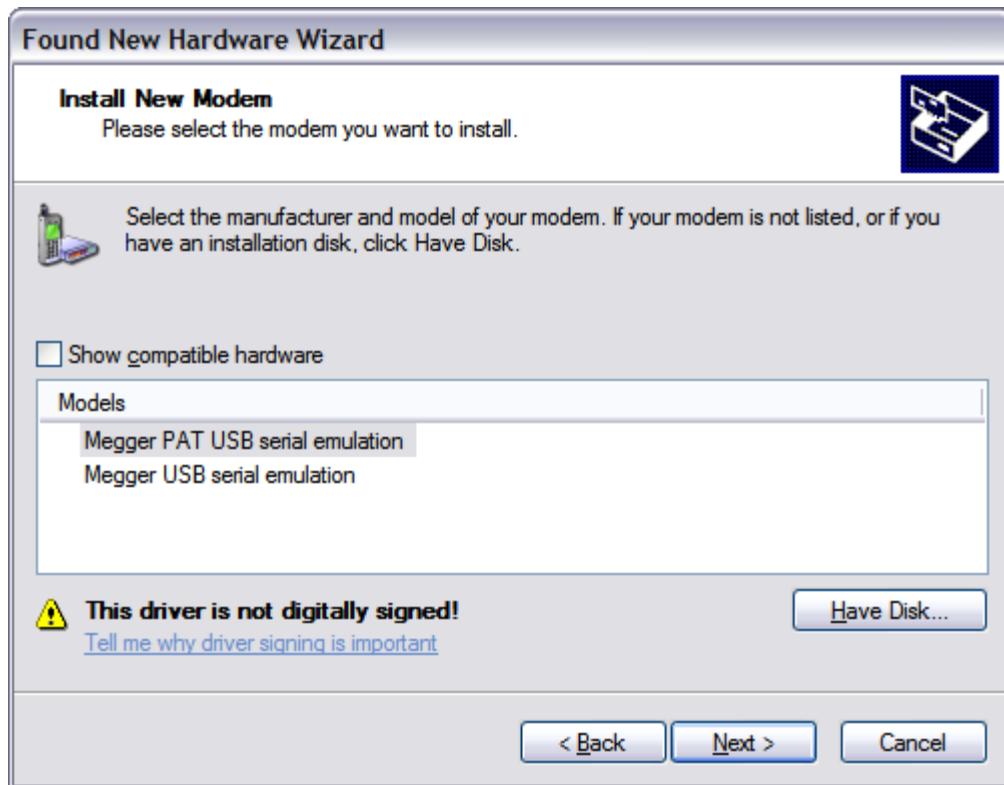 Found New Hardware Wizard
Install New Modem
Please select the modem you want to install.
Select the manufacturer and model of your modem. If your modem is not listed, or if you
have an installation disk, click Have Disk.
Show compatible hardware
Models
Megger PAT USB serial emulation
Megger USB serial emulation
This driver is not digitally signed!
Have Disk...
Tell me why driver signing is important
< Back
Next >
Cancel